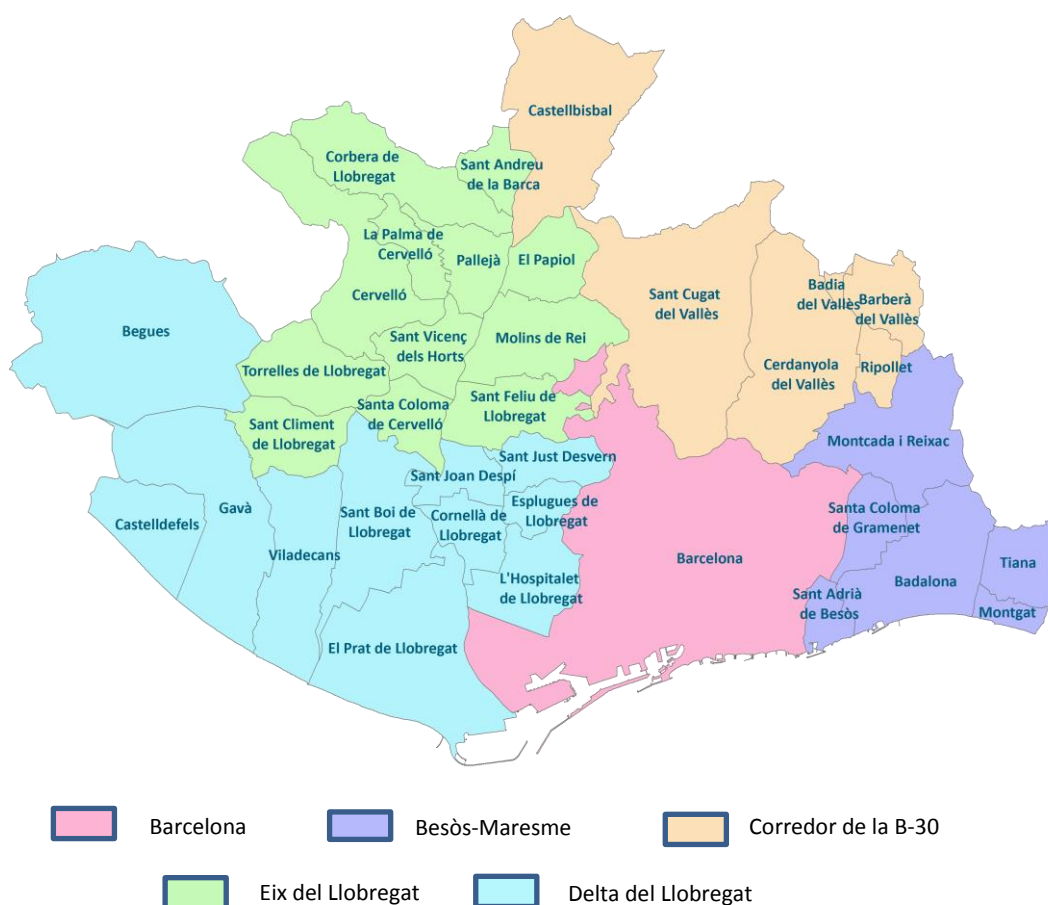 Castellbisbal
Corbera de
Llobregat
Sant Andreu
de la Barca
La Palma de
Cervelló
Pallejà
El Papiol
Cervelló
Sant Cugat
del Vallès
Badia
del Vallès
Barberà
del Vallès
Begues
Sant Vicenç
dels Horts
Molins de Rei
Torrelles de Llobregat
Cerdanyola
del Vallès
Ripollet
Santa Coloma
de Cervelló
Sant Feliu de
Llobregat
Sant Climent
de Llobregat
Montcada i Reixac
Sant Just Desvern
Sant Joan Despí
Castelldefels
Gavà
Sant Boi de
Llobregat
Cornellà de
Llobregat
Esplugues de
Llobregat
Santa Coloma
de Gramenet
Viladecans
Barcelona
L'Hospitalet
de Llobregat
Sant Adrià
de Besòs
Badalona
Tiana
Montgat
El Prat de Llobregat
Barcelona
Besòs-Maresme
Corredor de la B-30
Eix del Llobregat
Delta del Llobregat